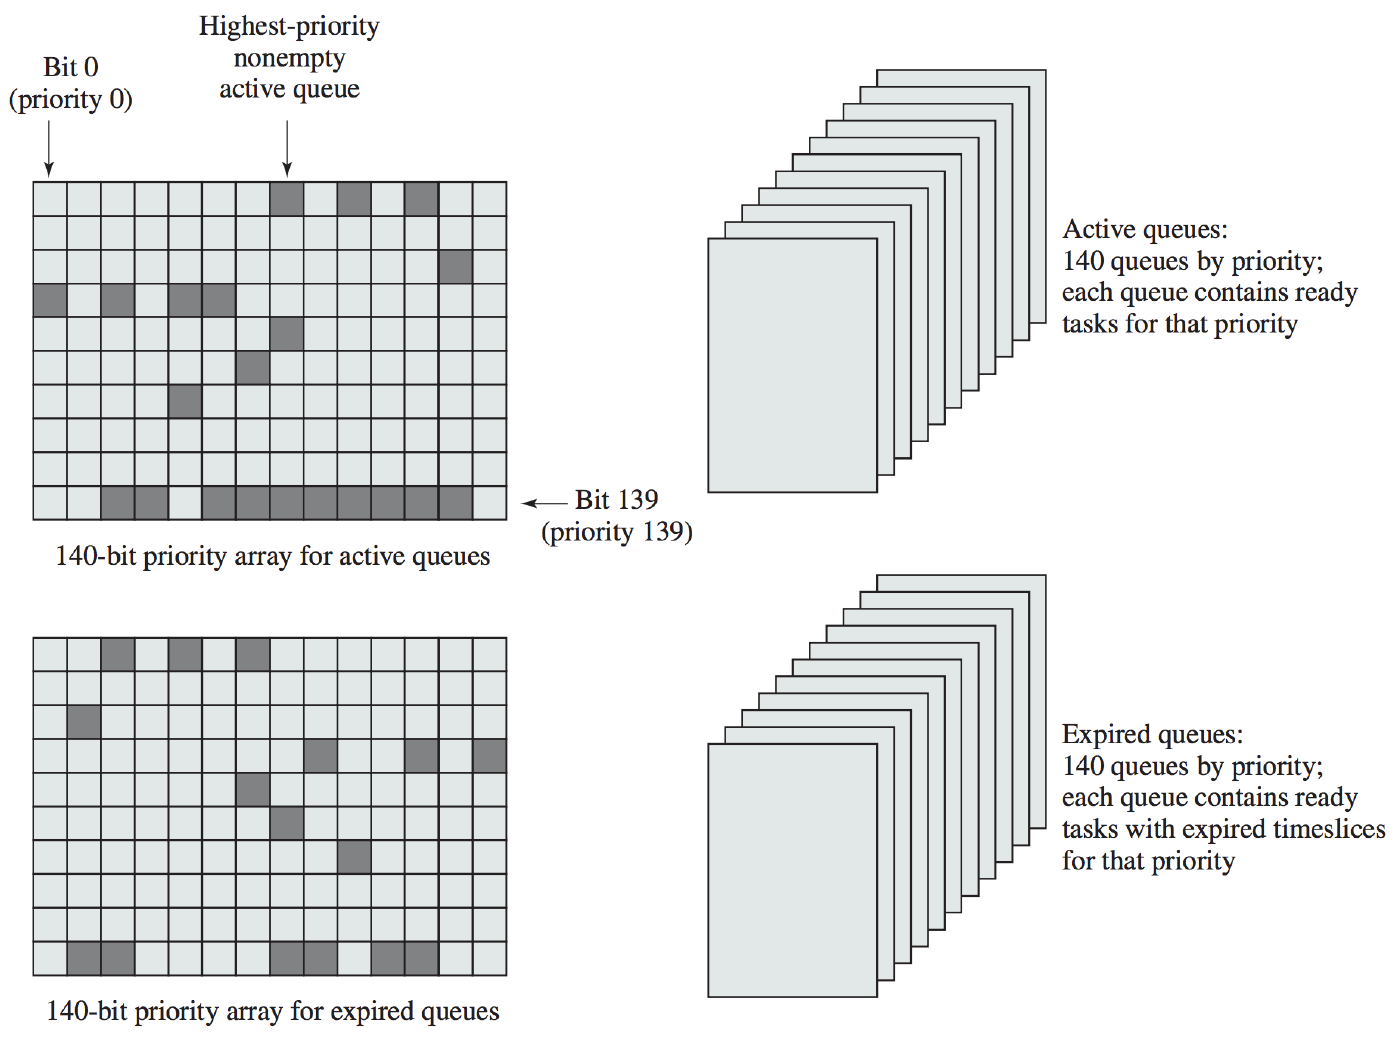 Highest-priority
nonempty
active queue
Bit 0
(priority 0)
Active queues:
140 queues by priority;
each queue contains ready
tasks for that priority
Bit 139
(priority 139)
140-bit priority array for active queues
Expired queues:
140 queues by priority;
each queue contains ready
tasks with expired timeslices
for that priority
140-bit priority array for expired queues